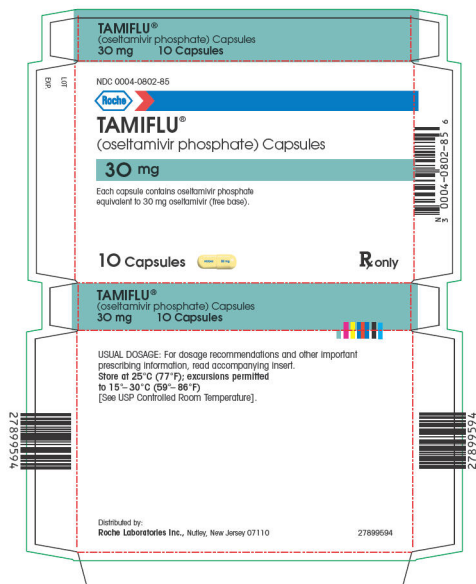 TAMIFLU®
(oseltamivir phosphate) Capsules
30 mg 10 Capsules
LOT
EXP.
NDC 0004-0802-85
Roche
TAMIFLU®
(oseltamivir phosphate) Capsules
30 mg
Each capsule contains oseltamivir phosphate
equivalent to 30 mg oseltamivir (free base).
N
3 0004-0802-85 6
10 Capsules
Rx only
TAMIFLU®
(oseltamivir phosphate) Capsules
30 mg 10 Capsules
USUAL DOSAGE: For dosage recommendations and other important
prescribing information, read accompanying insert.
Store at 25°C (77°F); excursions permitted
to 15°–30°C (59°–86°F)
[See USP Controlled Room Temperature].
27899594
27899594
Distributed by:
Roche Laboratories Inc., Nutley, New Jersey 07110
27899594